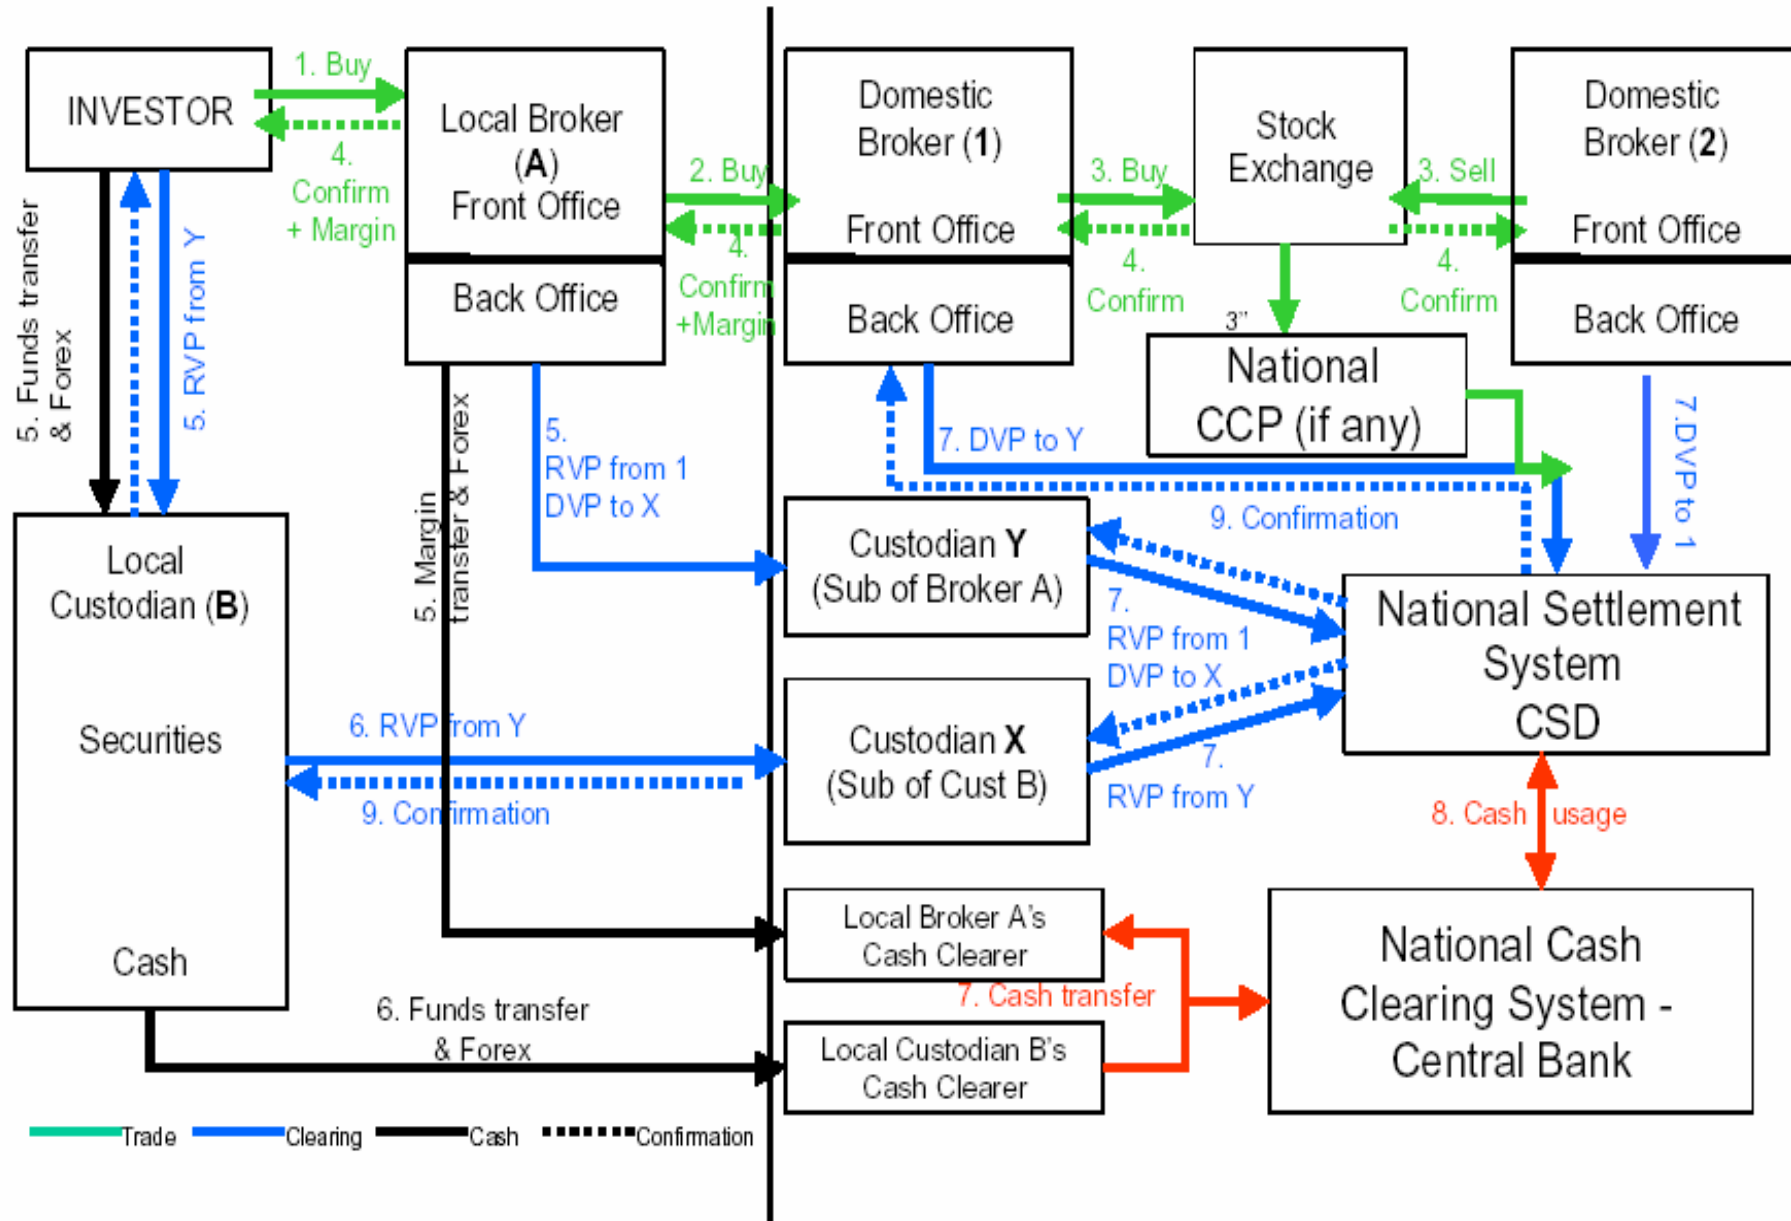 INVESTOR
1. Buy
4.
Confirm
+ Margin
Local Broker
(A)
Front Office
Back Office
2. Buy
4.
Confirm
+Margin
Domestic
Broker (1)
Front Office
Back Office
3. Buy
4.
Confirm
Stock
Exchange
3. Sell
4.
Confirm
Domestic
Broker (2)
Front Office
Back Office
3”
National
CCP (if any)
5. Funds transfer
& Forex
5. RVP from Y
5. Margin
transfer & Forex
5.
RVP from 1
DVP to X
7. DVP to Y
9. Confirmation
7.DVP to 1
Local
Custodian (B)
Securities
Cash
Custodian Y
(Sub of Broker A)
7.
RVP from 1
DVP to X
National Settlement
System
CSD
6. RVP from Y
9. Confirmation
Custodian X
(Sub of Cust B)
7.
RVP from Y
8. Cash usage
Local Broker A’s
Cash Clearer
7. Cash transfer
6. Funds transfer
& Forex
Local Custodian B’s
Cash Clearer
National Cash
Clearing System -
Central Bank
Trade
Clearing
Cash
Confirmation